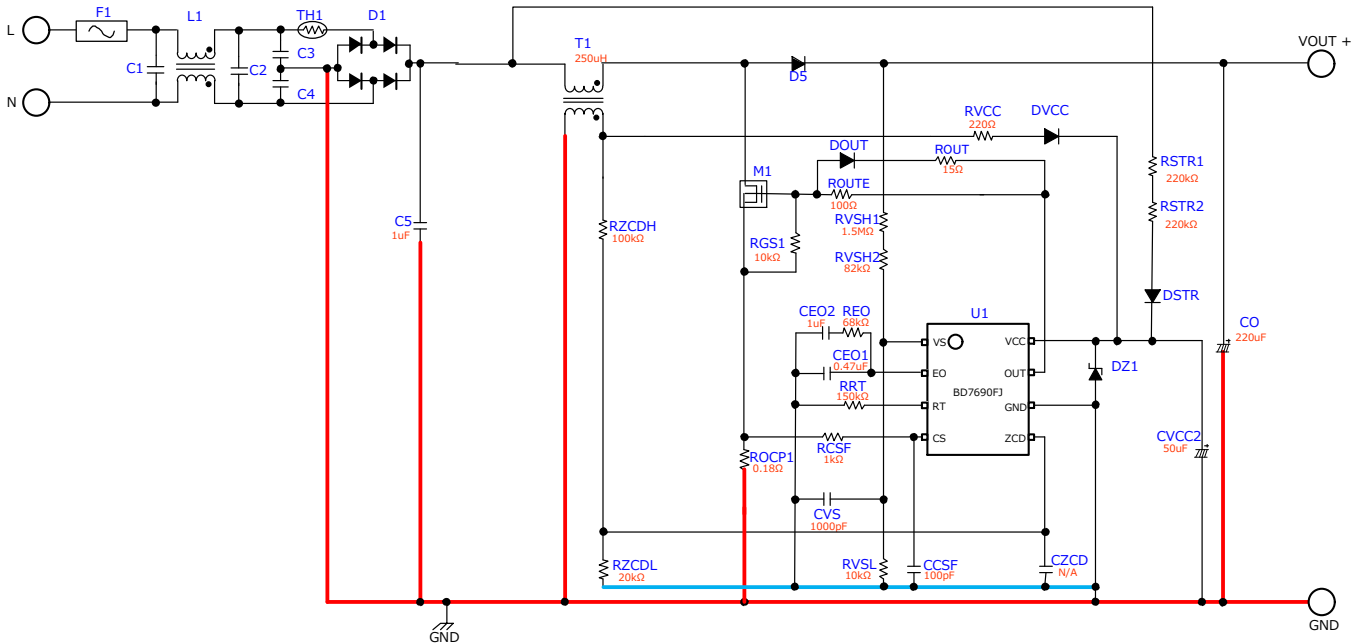 F1
L1
TH1
D1
L
C1
C2
C3
C4
N
T1
250uH
D5
VOUT +
RVCC
220Ω
DVCC
DOUT
ROUT
15Ω
M1
ROUTE
100Ω
RSTR1
220kΩ
RSTR2
220kΩ
C5
1uF
RZCDH
100kΩ
RGS1
10kΩ
RVSH1
1.5MΩ
RVSH2
82kΩ
DSTR
CEO2
1uF
REO
68kΩ
U1
CO
220uF
VS
VCC
CEO1
0.47uF
EO
OUT
DZ1
RRT
150kΩ
BD7690FJ
RT
GND
CS
ZCD
CVCC2
50uF
ROCP1
0.18Ω
RCSF
1kΩ
CVS
1000pF
RZCDL
20kΩ
RVSL
10kΩ
CCSF
100pF
CZCD
N/A
GND
GND